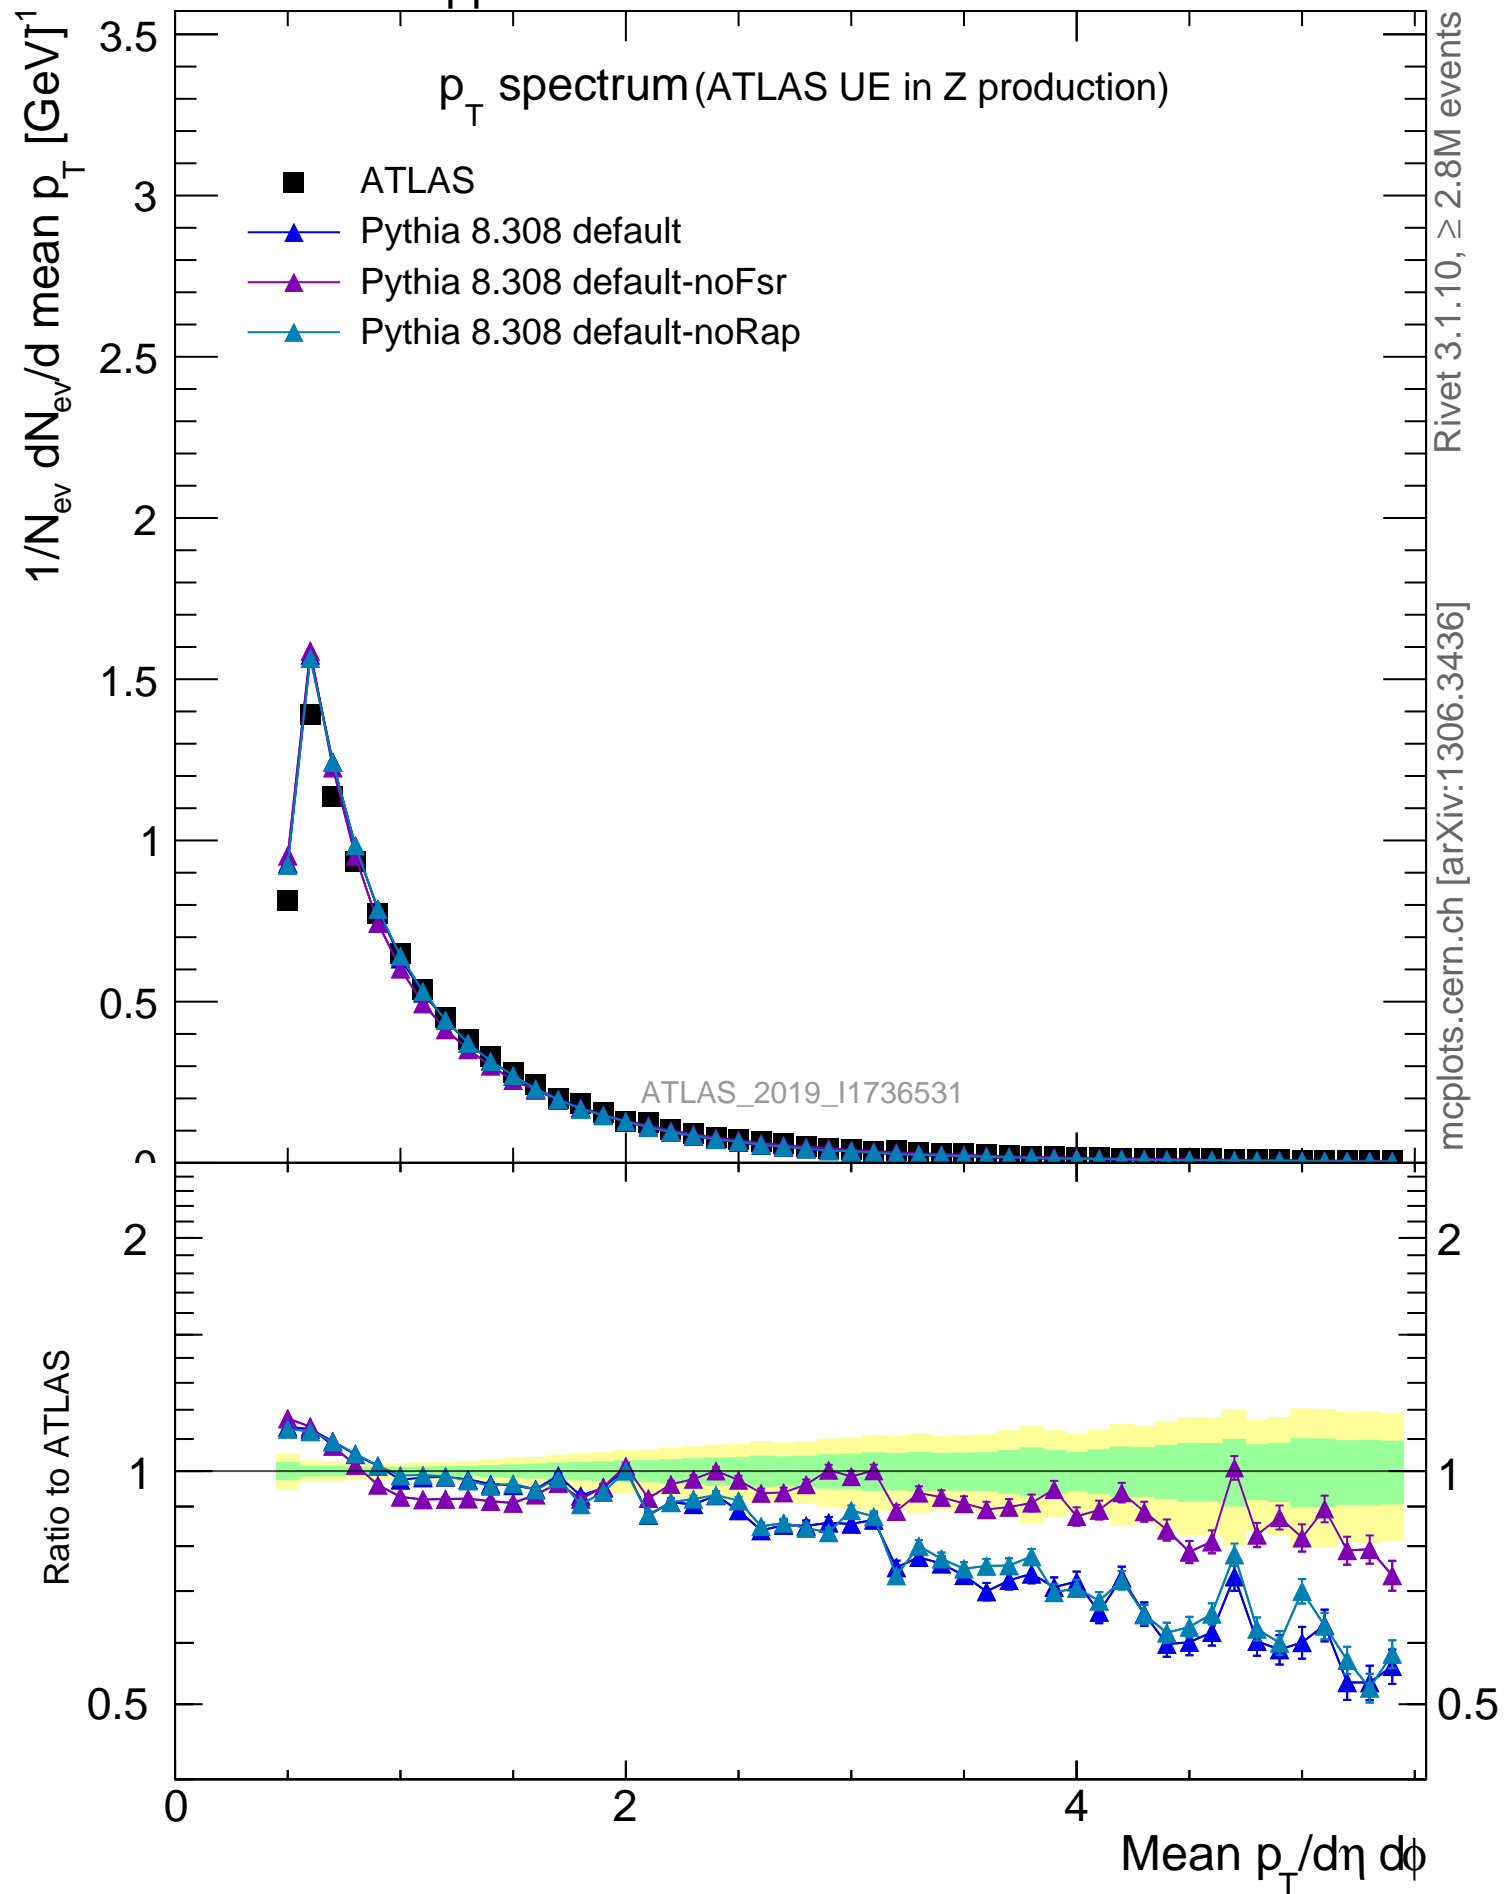 1/N_ev dN_ev/d mean p_T [GeV]^-1
p_T spectrum (ATLAS UE in Z production)
ATLAS
Pythia 8.308 default
Pythia 8.308 default-noFsr
Pythia 8.308 default-noRap
3.5
3
2.5
2
1.5
1
0.5
0
ATLAS_2019_I1736531
Rivet 3.1.10, ≥ 2.8M events
mcplots.cern.ch [arXiv:1306.3436]
Ratio to ATLAS
2
1
0.5
2
1
0.5
0
2
4
Mean p_T/dη dϕ